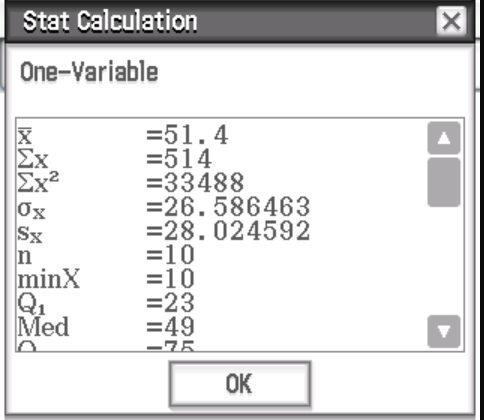 Stat Calculation
One-Variable
x̄ =51.4
Σx =514
Σx² =33488
σx =26.586463
sx =28.024592
n =10
minX =10
Q₁ =23
Med =49
=75
OK